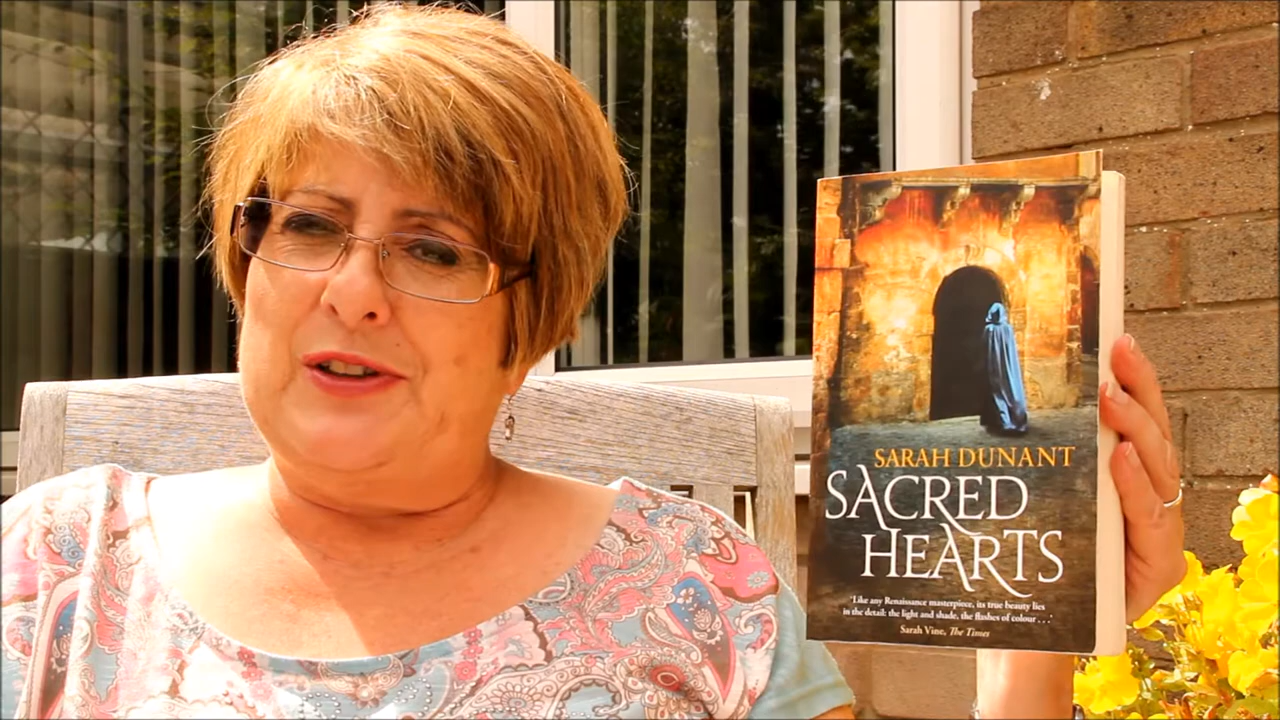 SARAH DUNANT
SACRED
HEARTS
'Like any Renaissance masterpiece, its true beauty lies
in the detail: the light and shade, the flashes of colour . . .'
Sarah Vine, The Times